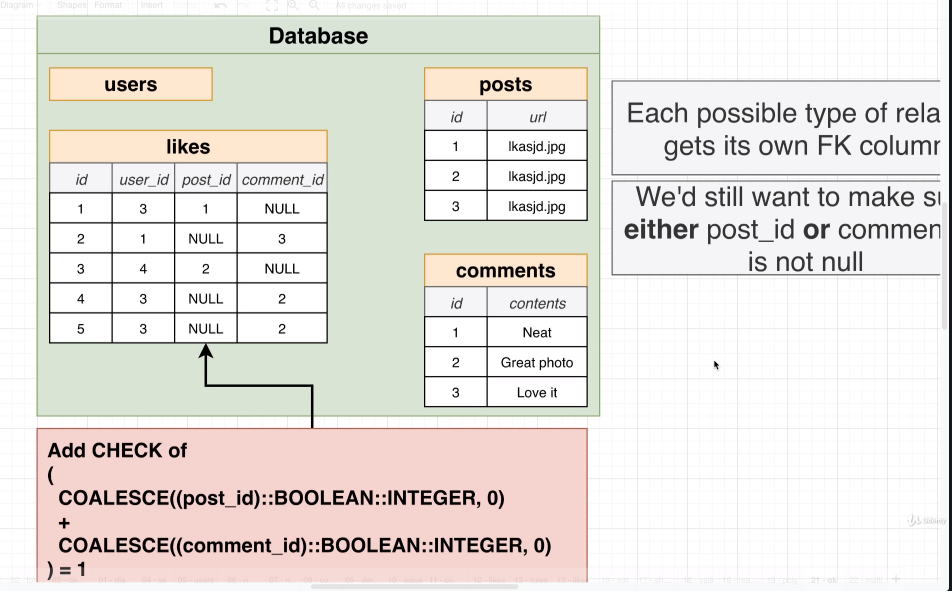 Diagram
Shapes
Format
Insert
All changes saved
Database
users
likes
id user_id post_id comment_id
1 3 1 NULL
2 1 NULL 3
3 4 2 NULL
4 3 NULL 2
5 3 NULL 2
posts
id url
1 lkasjd.jpg
2 lkasjd.jpg
3 lkasjd.jpg
comments
id contents
1 Neat
2 Great photo
3 Love it
Each possible type of rela
gets its own FK column
We'd still want to make su
either post_id or commen
is not null
Add CHECK of
(
COALESCE((post_id)::BOOLEAN::INTEGER, 0)
+
COALESCE((comment_id)::BOOLEAN::INTEGER, 0)
) = 1
Udemy